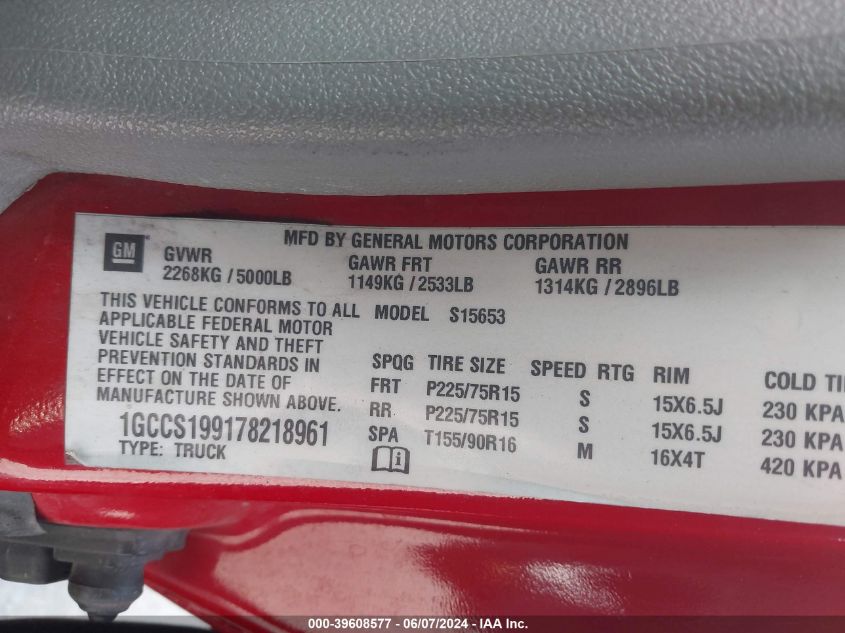 MFD BY GENERAL MOTORS CORPORATION
GM
GVWR GAWR FRT GAWR RR
2268KG / 5000LB 1149KG / 2533LB 1314KG / 2896LB
THIS VEHICLE CONFORMS TO ALL
APPLICABLE FEDERAL MOTOR
VEHICLE SAFETY AND THEFT
PREVENTION STANDARDS IN
EFFECT ON THE DATE OF
MANUFACTURE SHOWN ABOVE.
1GCCS199178218961
TYPE: TRUCK
MODEL S15653
SPQG TIRE SIZE SPEED RTG RIM COLD
FRT P225/75R15 S 15X6.5J 230 KPA
RR P225/75R15 S 15X6.5J 230 KPA
SPA T155/90R16 M 16X4T 420 KPA
000-39608577 - 06/07/2024 - IAA Inc.